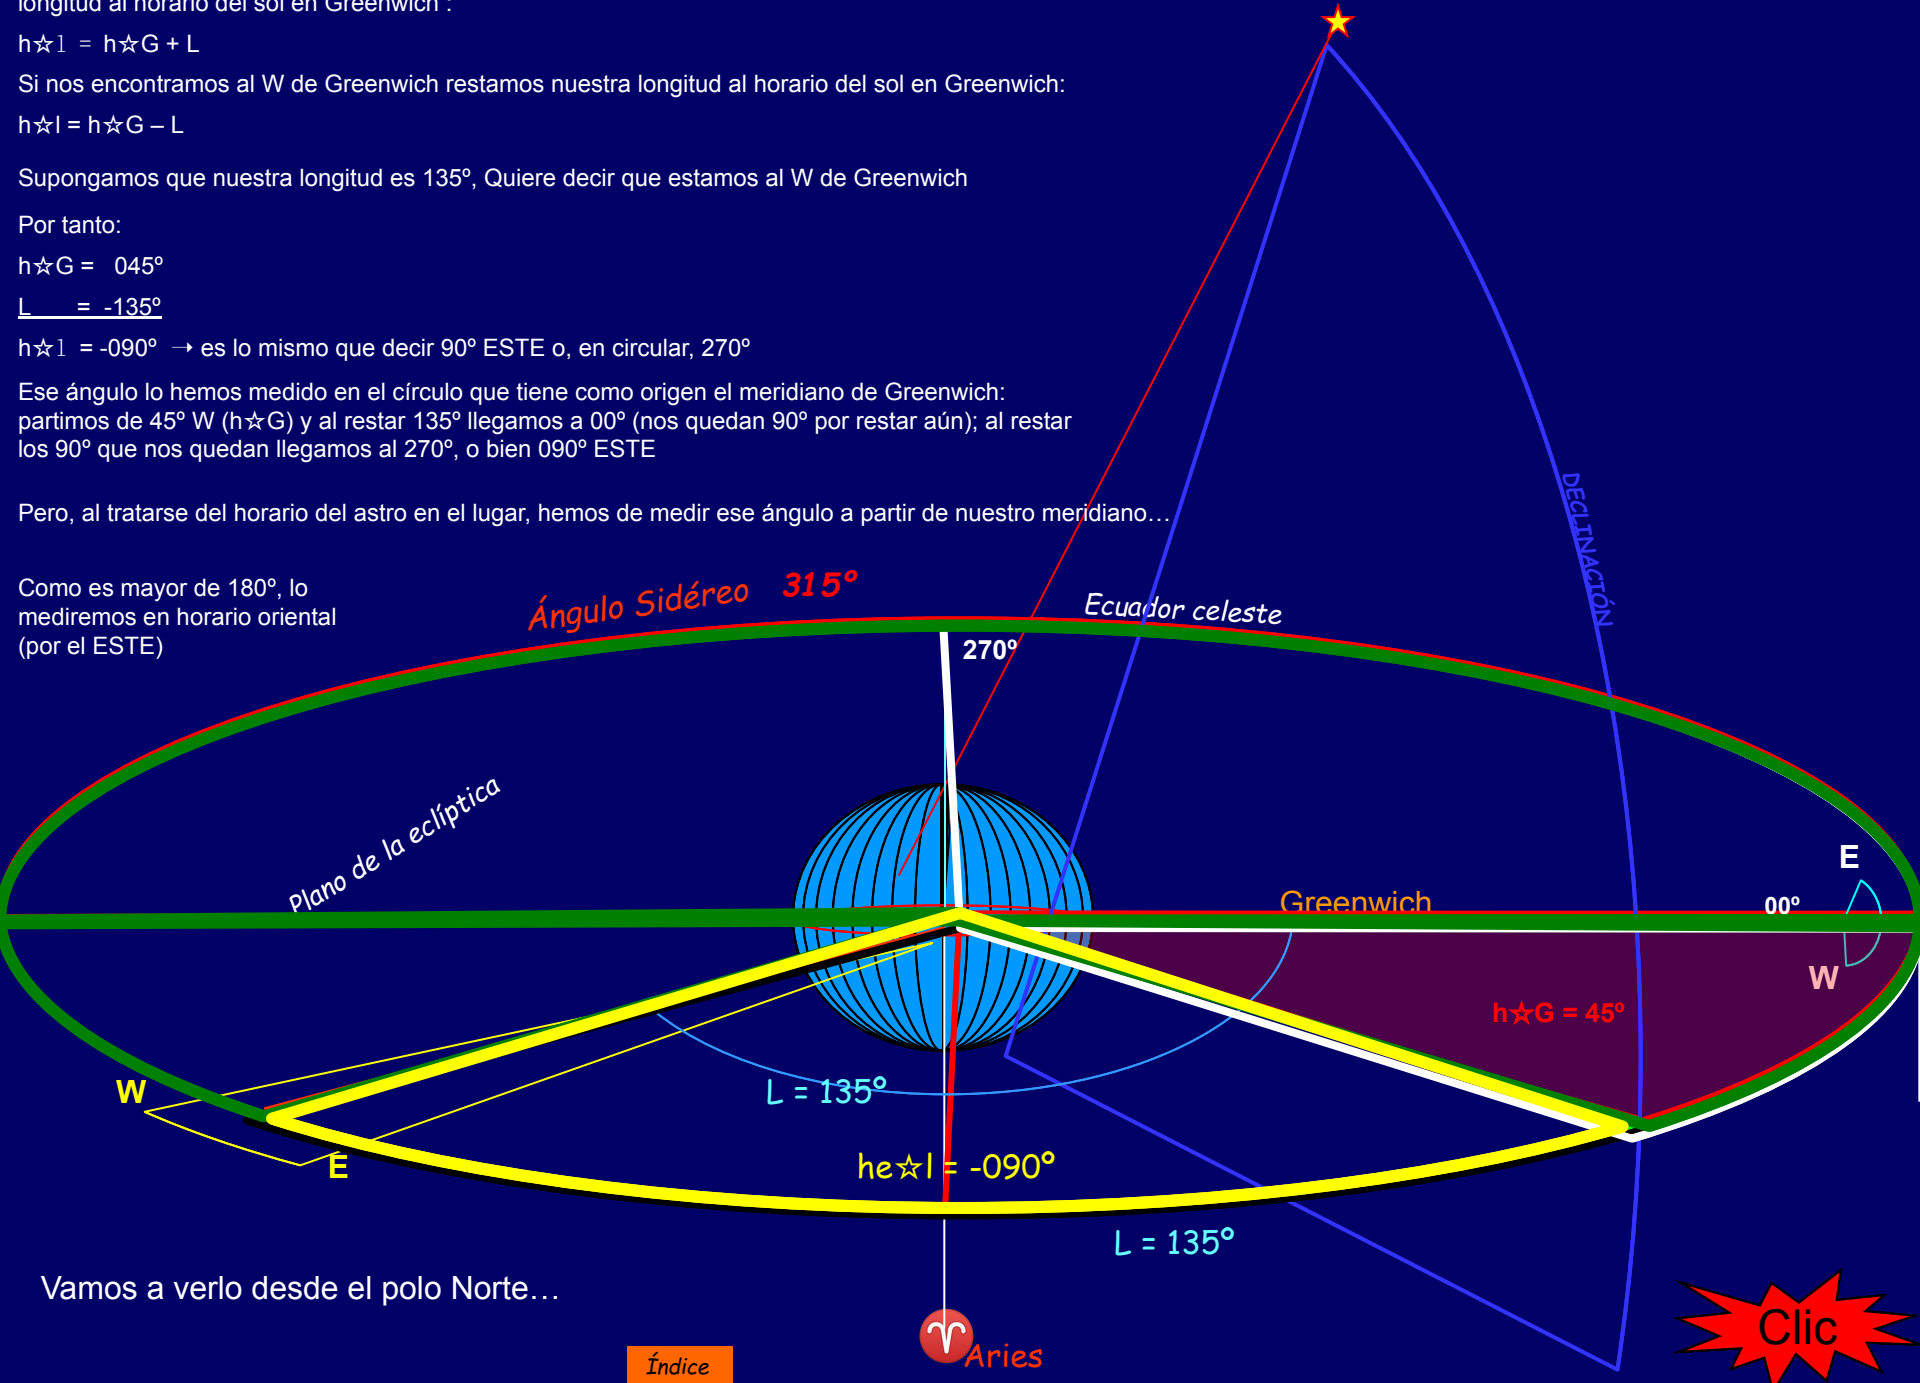 longitud al horario del sol en Greenwich :
h☆l = h☆G + L
Si nos encontramos al W de Greenwich restamos nuestra longitud al horario del sol en Greenwich:
h☆l = h☆G – L
Supongamos que nuestra longitud es 135º, Quiere decir que estamos al W de Greenwich
Por tanto:
h☆G = 045º
L = -135º
h☆l = -090º → es lo mismo que decir 90º ESTE o, en circular, 270º
Ese ángulo lo hemos medido en el círculo que tiene como origen el meridiano de Greenwich:
partimos de 45º W (h☆G) y al restar 135º llegamos a 00º (nos quedan 90º por restar aún); al restar
los 90º que nos quedan llegamos al 270º, o bien 090º ESTE
Pero, al tratarse del horario del astro en el lugar, hemos de medir ese ángulo a partir de nuestro meridiano…
Como es mayor de 180º, lo
mediremos en horario oriental
(por el ESTE)
DECLINACIÓN
Ángulo Sidéreo 315º
Ecuador celeste
270º
Plano de la eclíptica
E
Greenwich
00º
W
h☆G = 45º
W
L = 135º
E
he☆l = -090º
L = 135º
Vamos a verlo desde el polo Norte…
Clic
♈ Aries
Índice